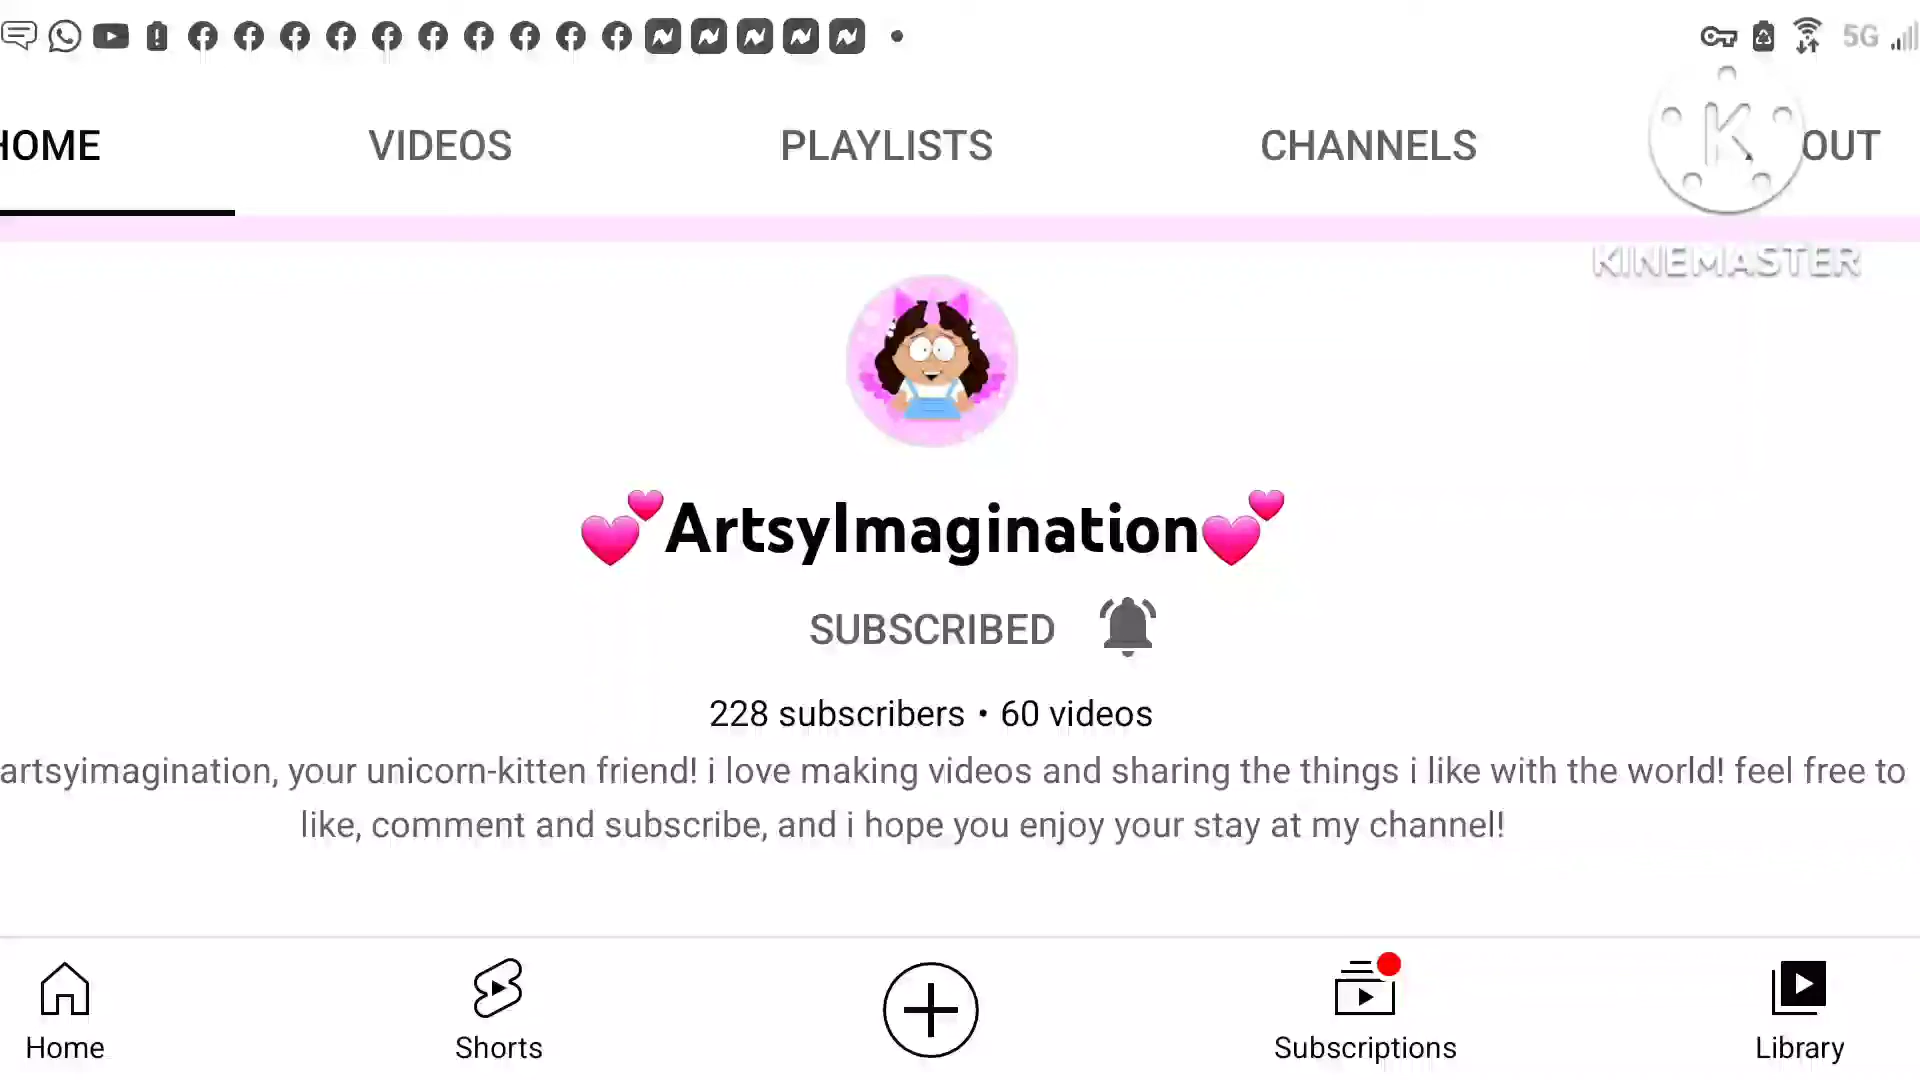 5G
HOME VIDEOS PLAYLISTS CHANNELS OUT
K
KINEMASTER
💕ArtsyImagination💕
SUBSCRIBED
228 subscribers • 60 videos
artsyimagination, your unicorn-kitten friend! i love making videos and sharing the things i like with the world! feel free to
like, comment and subscribe, and i hope you enjoy your stay at my channel!
Home Shorts Subscriptions Library